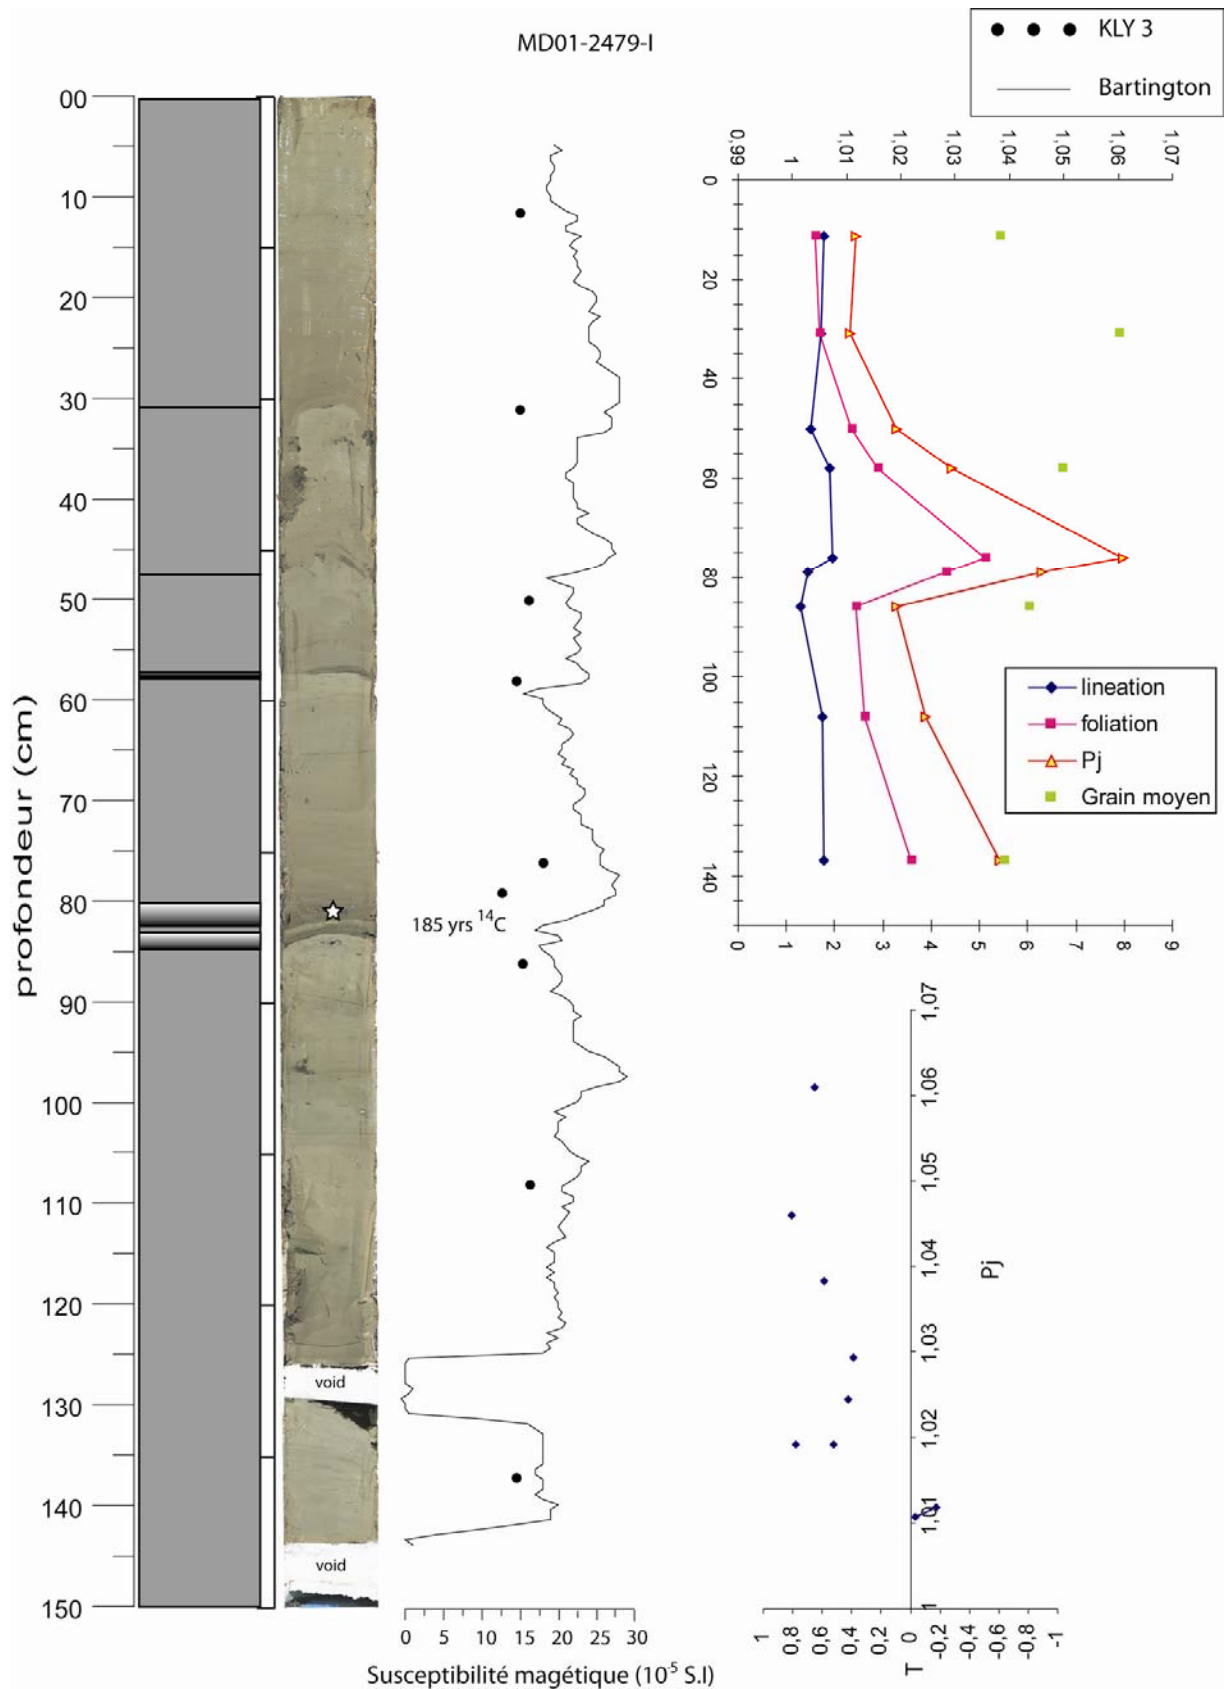 MD01-2479-I
KLY 3
Bartington
profondeur (cm)
00
10
20
30
40
50
60
70
80
90
100
110
120
130
140
150
185 yrs 14C
void
void
0 5 10 15 20 25 30
Susceptibilité magétique (10-5 S.I)
0,99 1 1,01 1,02 1,03 1,04 1,05 1,06 1,07
0
20
40
60
80
100
120
140
0 1 2 3 4 5 6 7 8 9
lineation
foliation
Pj
Grain moyen
1,07
1,06
1,05
1,04
1,03
1,02
1,01
1
Pj
1 0,8 0,6 0,4 0,2 0 -0,2 -0,4 -0,6 -0,8 -1
T